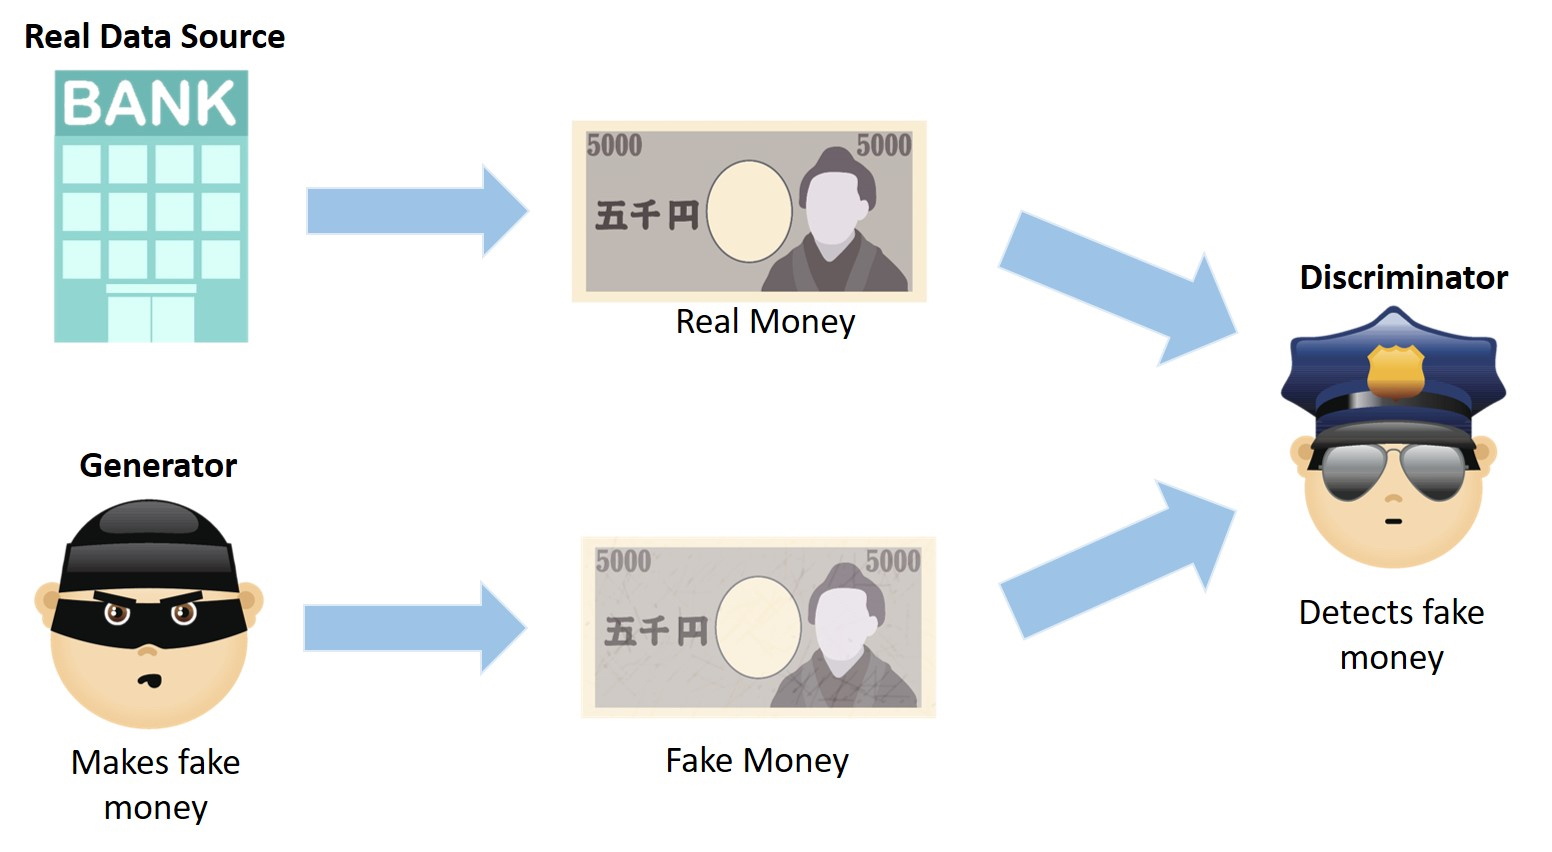 Real Data Source
BANK
5000 5000
五千円
Real Money
Discriminator
Generator
5000 5000
五千円
Detects fake
money
Makes fake
money
Fake Money